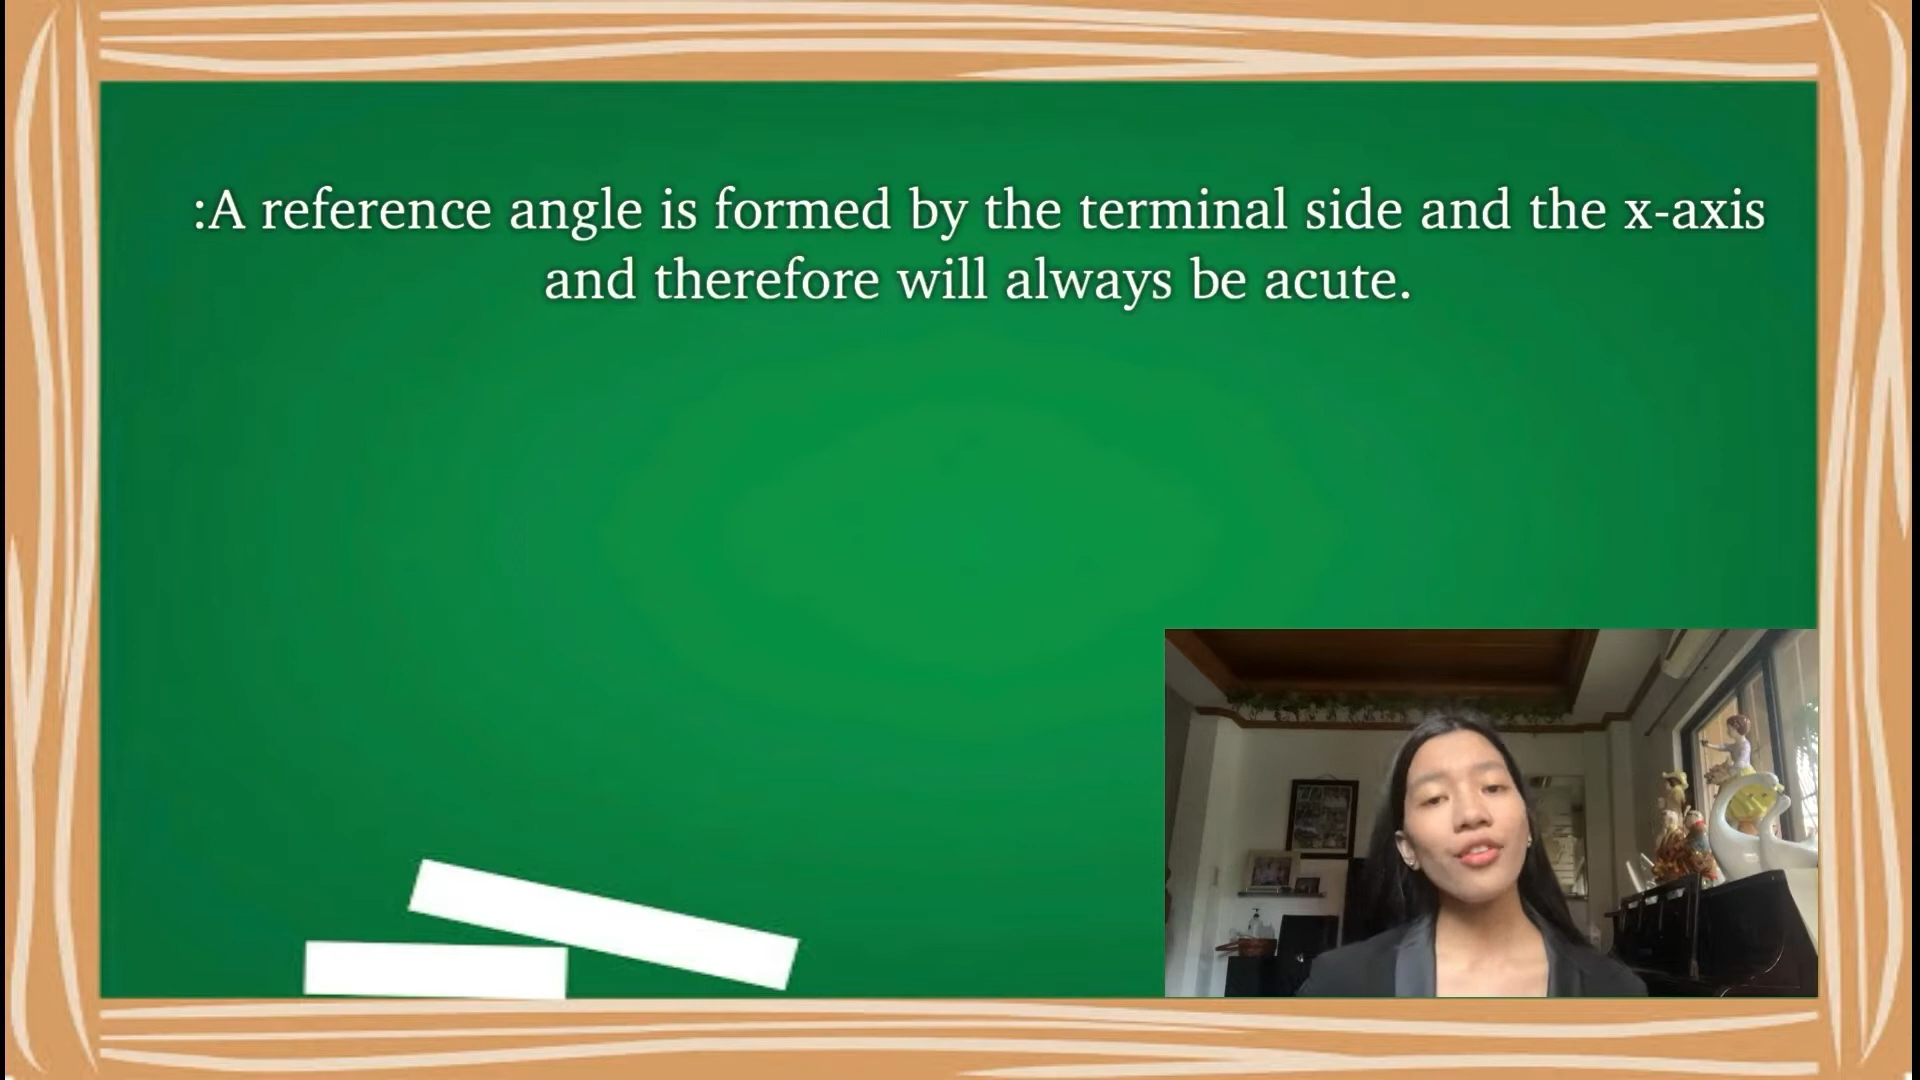 :A reference angle is formed by the terminal side and the x-axis
and therefore will always be acute.